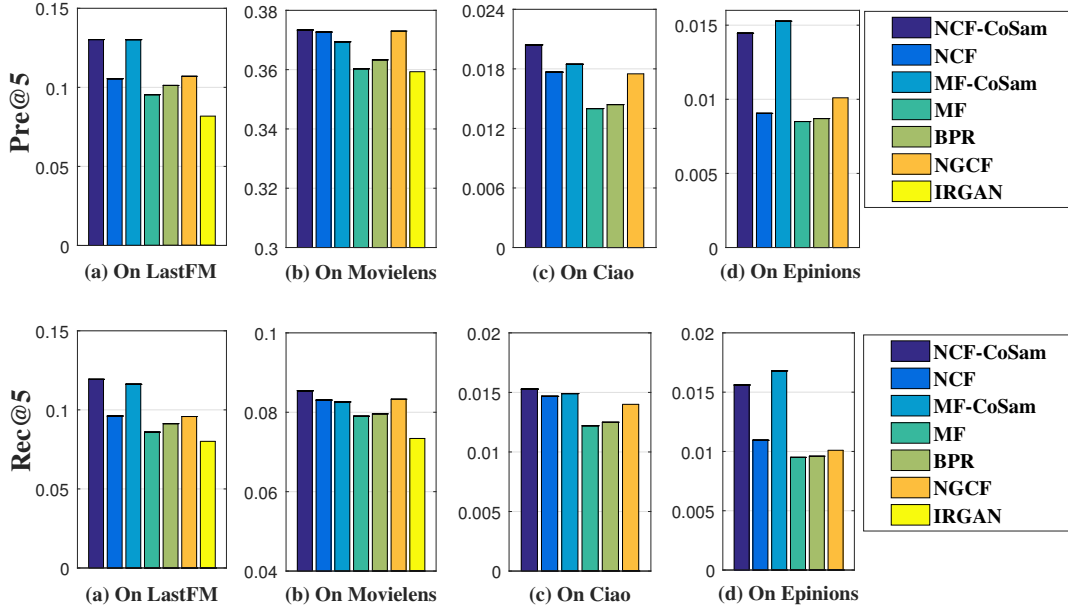 Pre@5
0.15
0.1
0.05
0
(a) On LastFM
0.38
0.36
0.34
0.32
0.3
(b) On Movielens
0.024
0.018
0.012
0.006
0
(c) On Ciao
0.015
0.01
0.005
0
(d) On Epinions
NCF-CoSam
NCF
MF-CoSam
MF
BPR
NGCF
IRGAN
Rec@5
0.15
0.1
0.05
0
(a) On LastFM
0.1
0.08
0.06
0.04
(b) On Movielens
0.02
0.015
0.01
0.005
0
(c) On Ciao
0.02
0.015
0.01
0.005
0
(d) On Epinions
NCF-CoSam
NCF
MF-CoSam
MF
BPR
NGCF
IRGAN